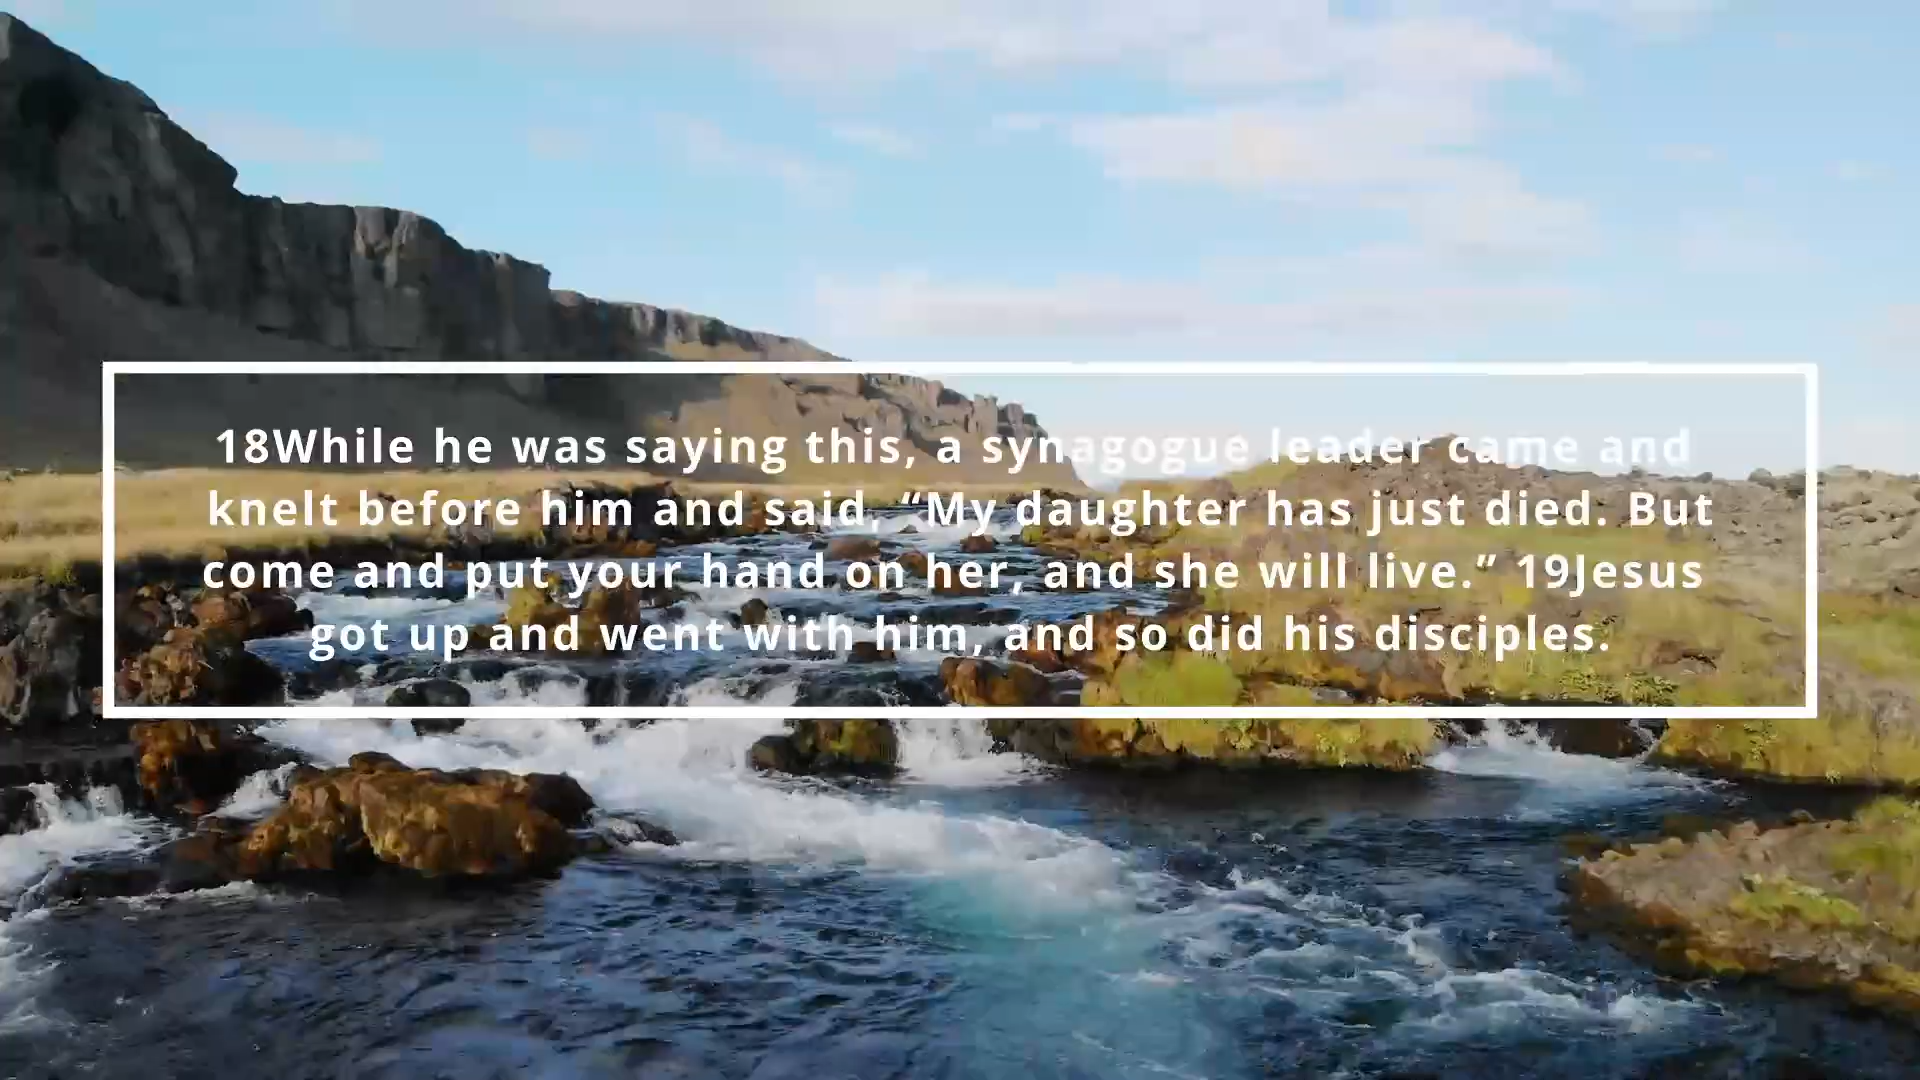 18While he was saying this, a synagogue leader came and
knelt before him and said, “My daughter has just died. But
come and put your hand on her, and she will live.” 19Jesus
got up and went with him, and so did his disciples.